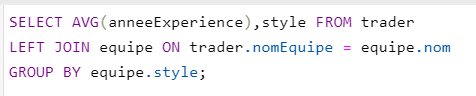 SELECT AVG(anneeExperience),style FROM trader
LEFT JOIN equipe ON trader.nomEquipe = equipe.nom
GROUP BY equipe.style;